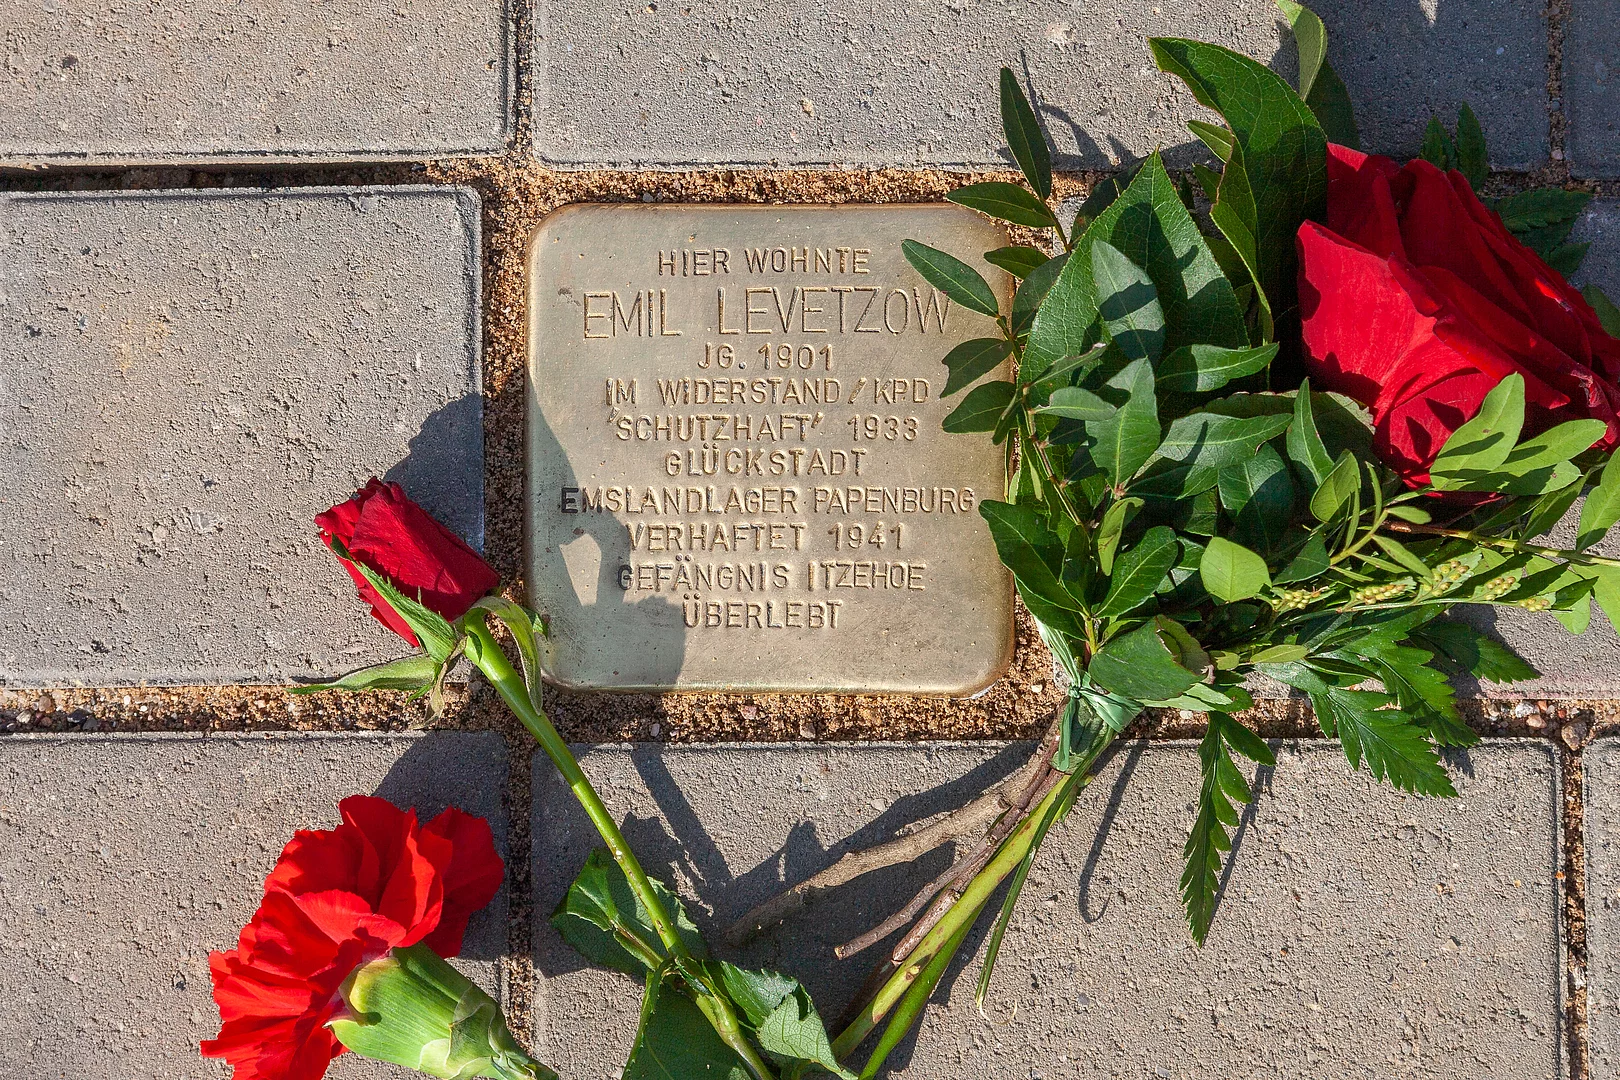 HIER WOHNTE
EMIL LEVETZOW
JG. 1901
IM WIDERSTAND / KPD
'SCHUTZHAFT' 1933
GLÜCKSTADT
EMSLANDLAGER PAPENBURG
VERHAFTET 1941
GEFÄNGNIS ITZEHOE
ÜBERLEBT